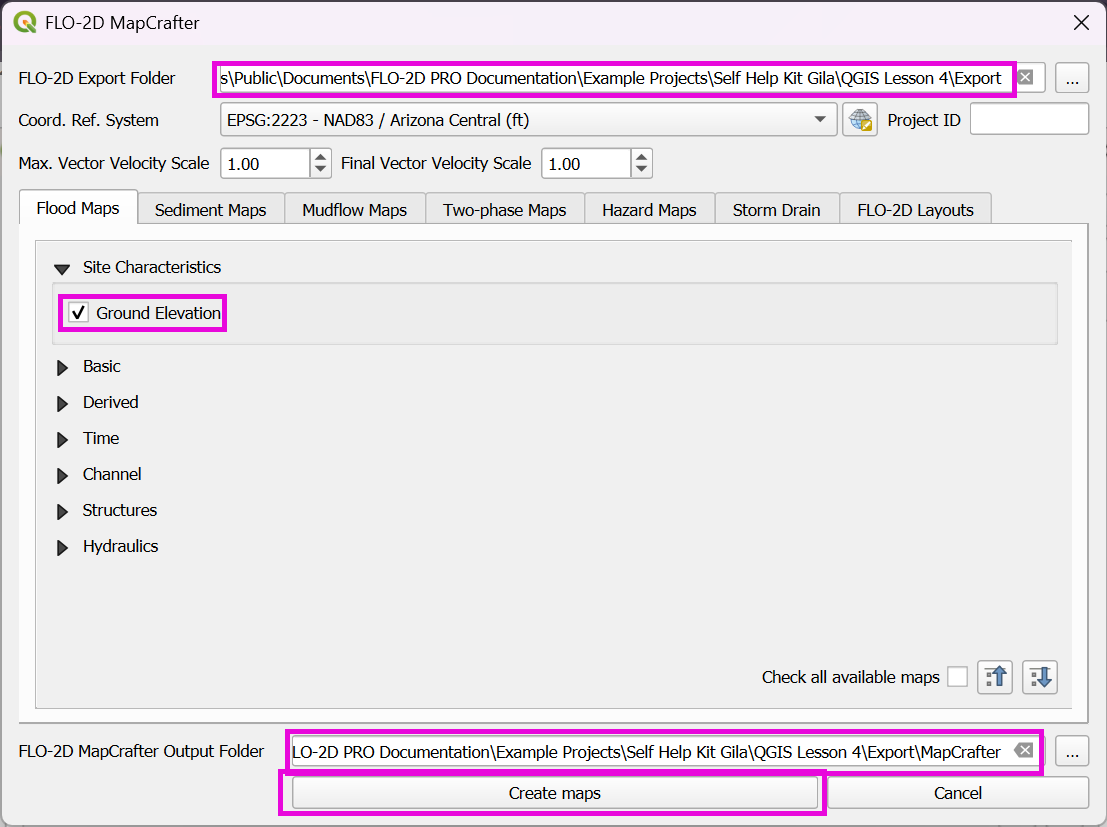 FLO-2D MapCrafter
FLO-2D Export Folder s\Public\Documents\FLO-2D PRO Documentation\Example Projects\Self Help Kit Gila\QGIS Lesson 4\Export ...
Coord. Ref. System EPSG:2223 - NAD83 / Arizona Central (ft) Project ID
Max. Vector Velocity Scale 1.00 Final Vector Velocity Scale 1.00
Flood Maps Sediment Maps Mudflow Maps Two-phase Maps Hazard Maps Storm Drain FLO-2D Layouts
Site Characteristics
Ground Elevation
Basic
Derived
Time
Channel
Structures
Hydraulics
Check all available maps
FLO-2D MapCrafter Output Folder LO-2D PRO Documentation\Example Projects\Self Help Kit Gila\QGIS Lesson 4\Export\MapCrafter ...
Create maps Cancel